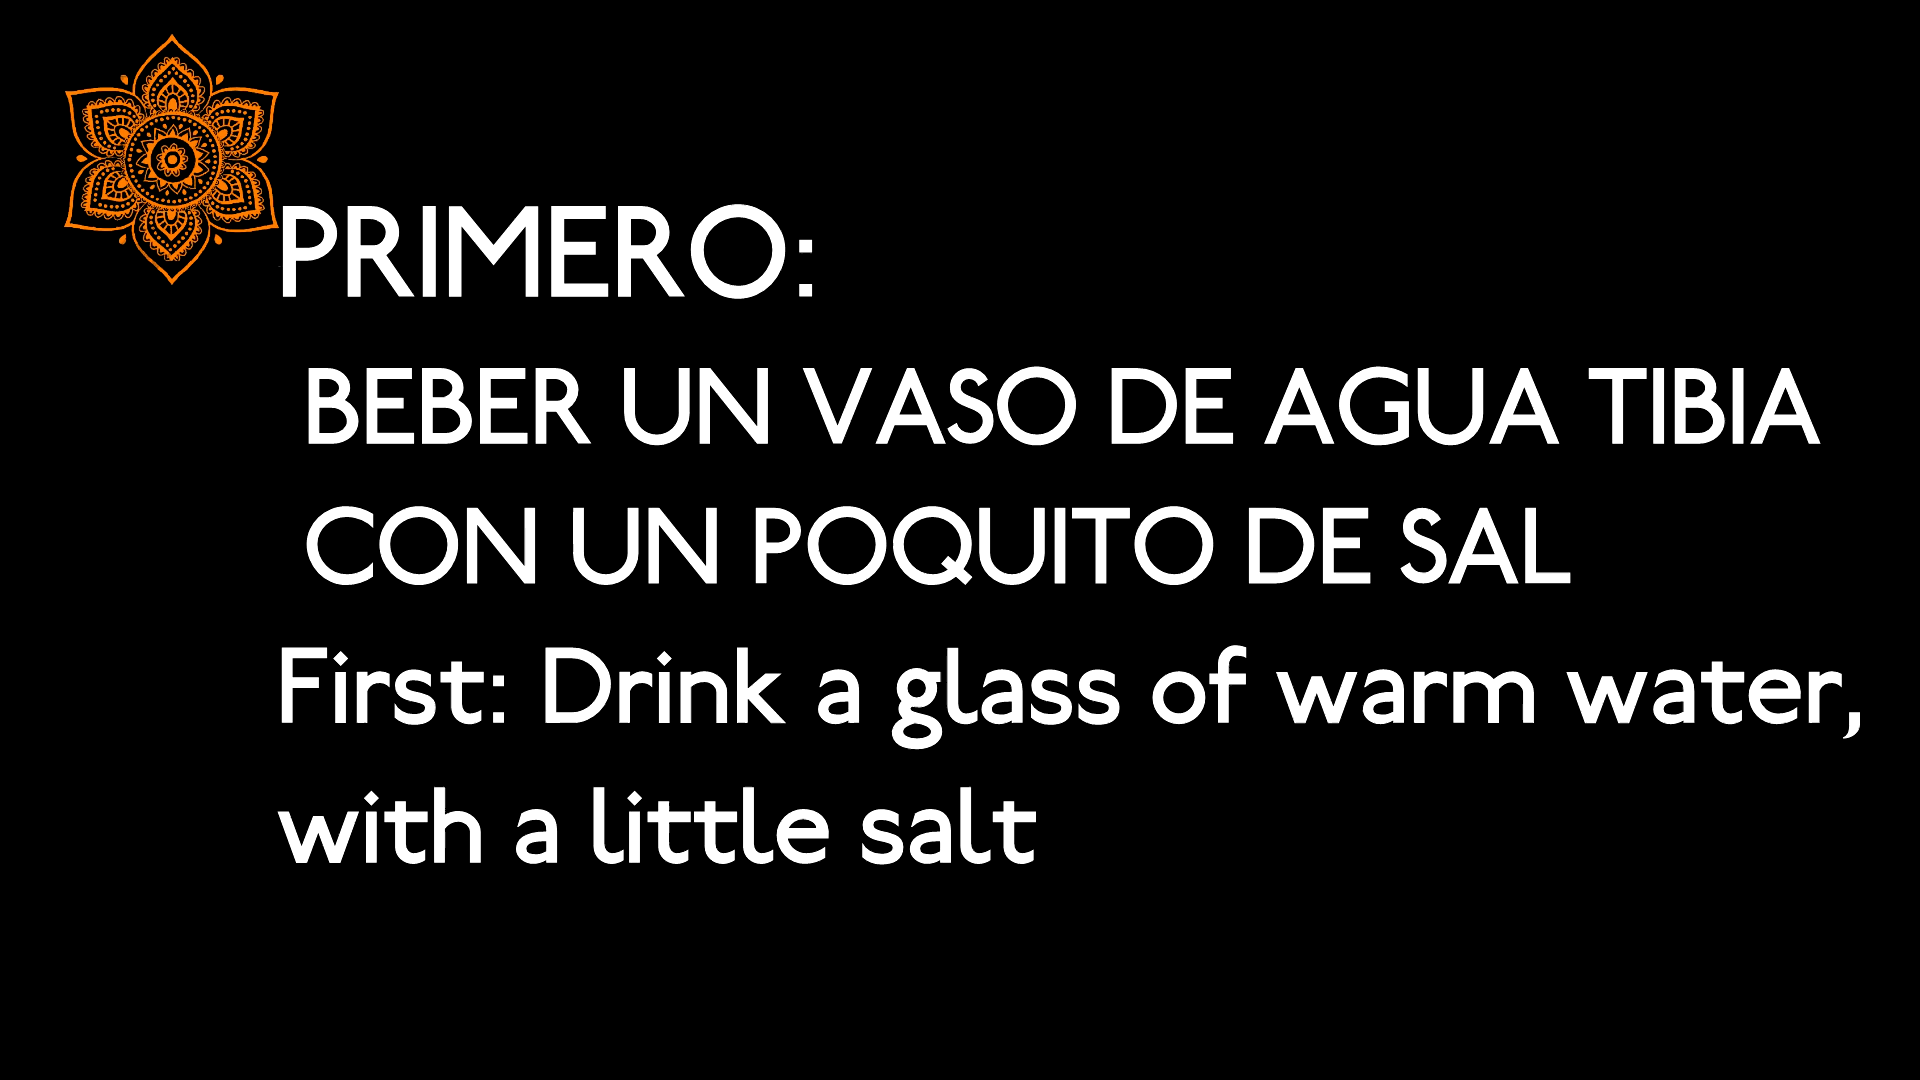 PRIMERO:
BEBER UN VASO DE AGUA TIBIA
CON UN POQUITO DE SAL
First: Drink a glass of warm water,
with a little salt